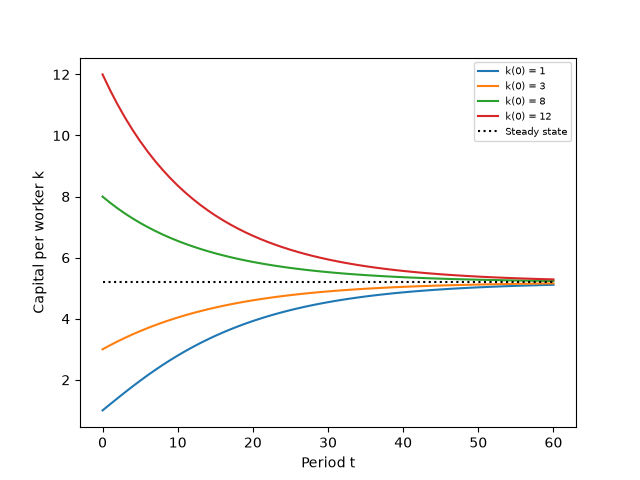 12
10
8
6
4
2
Capital per worker k
k(0) = 1
k(0) = 3
k(0) = 8
k(0) = 12
Steady state
0 10 20 30 40 50 60
Period t